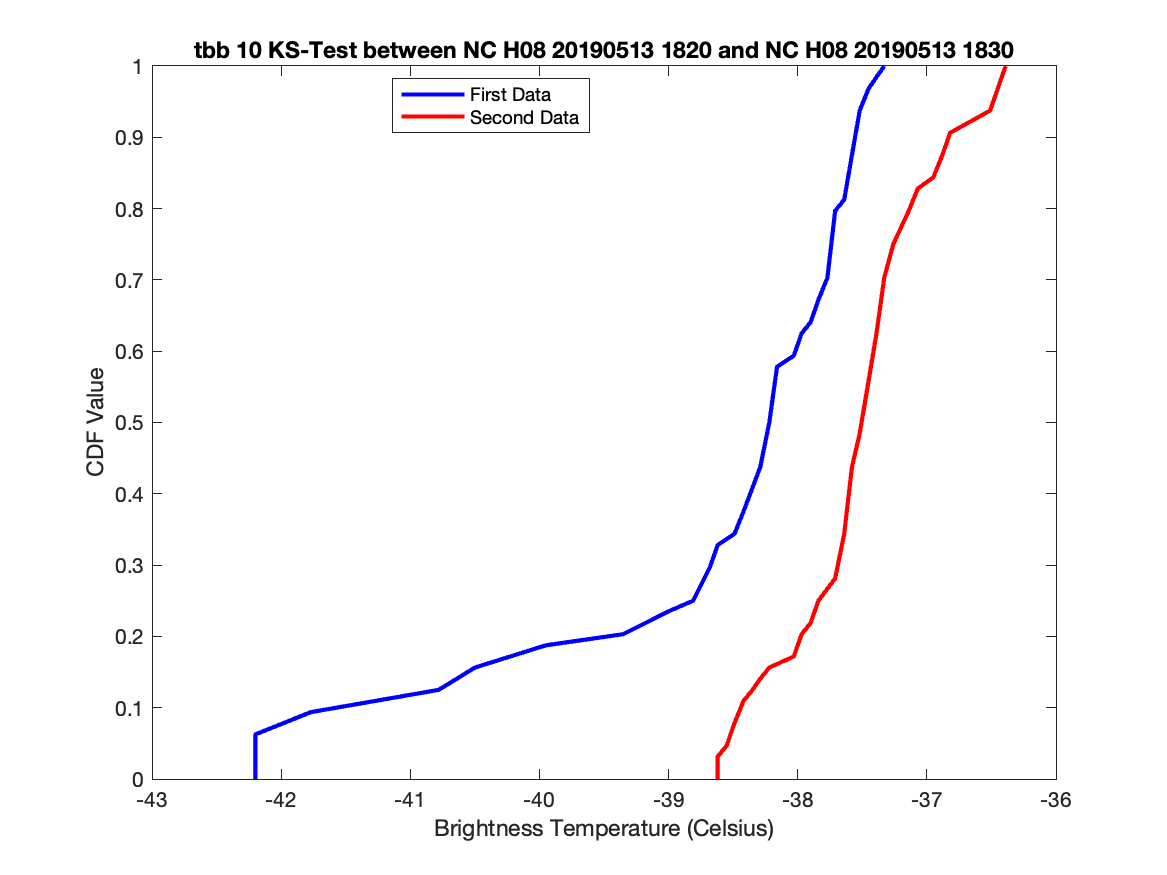 tbb 10 KS-Test between NC H08 20190513 1820 and NC H08 20190513 1830
First Data
Second Data
1
0.9
0.8
0.7
0.6
0.5
0.4
0.3
0.2
0.1
0
CDF Value
-43 -42 -41 -40 -39 -38 -37 -36
Brightness Temperature (Celsius)